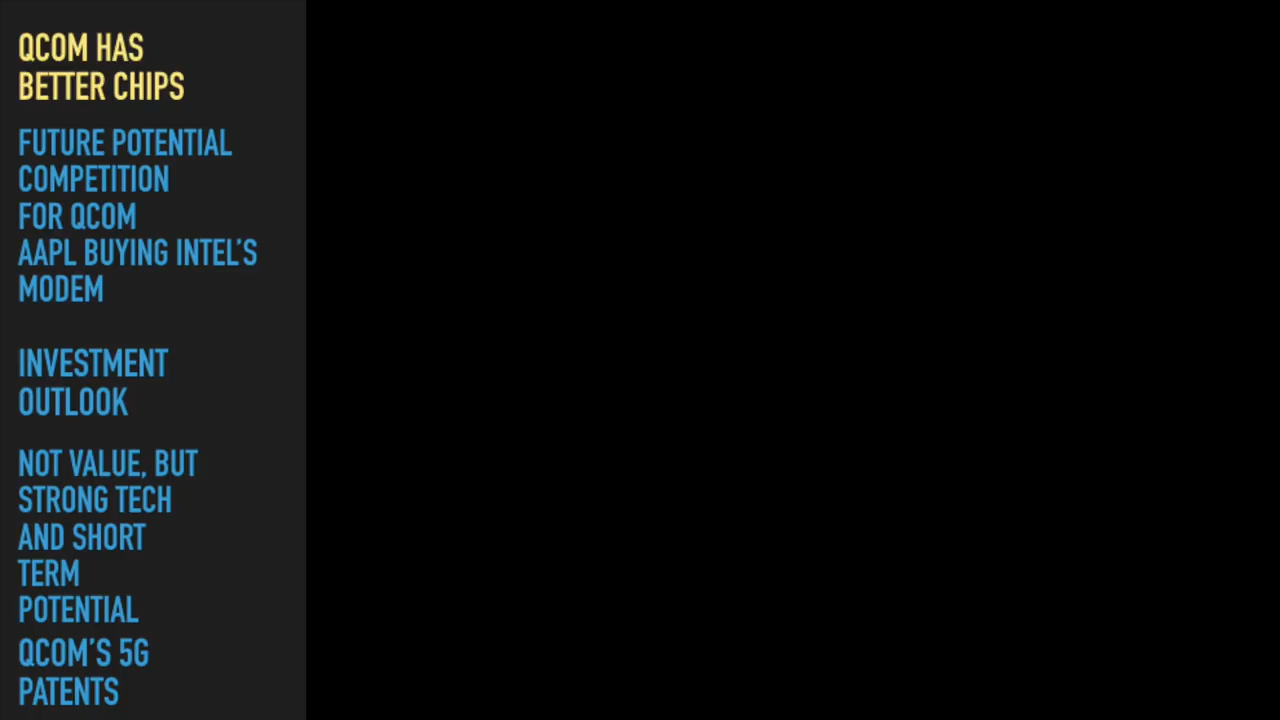 QCOM HAS
BETTER CHIPS
FUTURE POTENTIAL
COMPETITION
FOR QCOM
AAPL BUYING INTEL’S
MODEM
INVESTMENT
OUTLOOK
NOT VALUE, BUT
STRONG TECH
AND SHORT
TERM
POTENTIAL
QCOM’S 5G
PATENTS